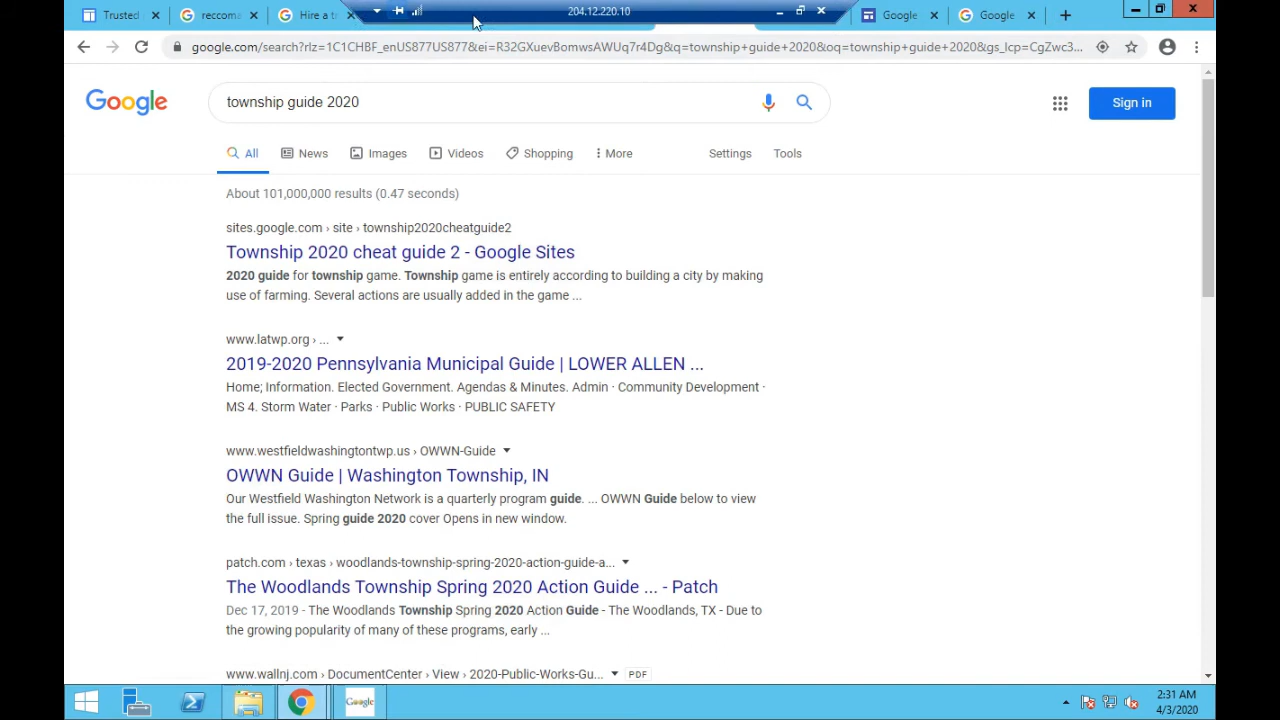 Trusted
reccoma
Hire a t
204.12.220.10
Google
Google
google.com/search?rlz=1C1CHBF_enUS877US877&ei=R32GXuevBomwsAWUq7r4Dg&q=township+guide+2020&oq=township+guide+2020&gs_lcp=CgZwc3...
Google
township guide 2020
Sign in
All
News
Images
Videos
Shopping
More
Settings
Tools
About 101,000,000 results (0.47 seconds)
sites.google.com › site › township2020cheatguide2
Township 2020 cheat guide 2 - Google Sites
2020 guide for township game. Township game is entirely according to building a city by making
use of farming. Several actions are usually added in the game ...
www.latwp.org › ...
2019-2020 Pennsylvania Municipal Guide | LOWER ALLEN ...
Home; Information. Elected Government. Agendas & Minutes. Admin · Community Development ·
MS 4. Storm Water · Parks · Public Works · PUBLIC SAFETY
www.westfieldwashingtontwp.us › OWWN-Guide
OWWN Guide | Washington Township, IN
Our Westfield Washington Network is a quarterly program guide. ... OWWN Guide below to view
the full issue. Spring guide 2020 cover Opens in new window.
patch.com › texas › woodlands-township-spring-2020-action-guide-a...
The Woodlands Township Spring 2020 Action Guide ... - Patch
Dec 17, 2019 - The Woodlands Township Spring 2020 Action Guide - The Woodlands, TX - Due to
the growing popularity of many of these programs, early ...
www.wallnj.com › DocumentCenter › View › 2020-Public-Works-Gu...
PDF
Google
2:31 AM
4/3/2020